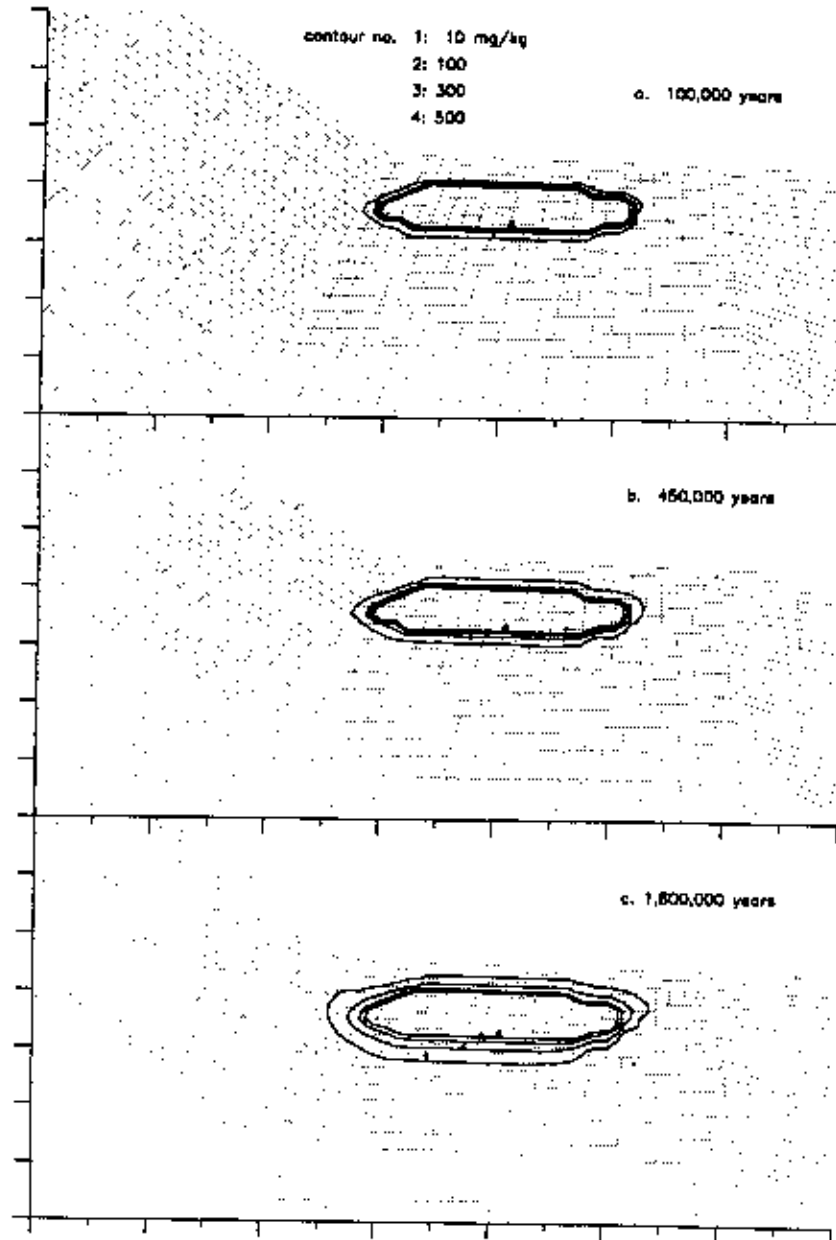 contour no. 1: 10 mg/kg
2: 100
3: 300
4: 500
a. 100,000 years
b. 450,000 years
c. 1,800,000 years